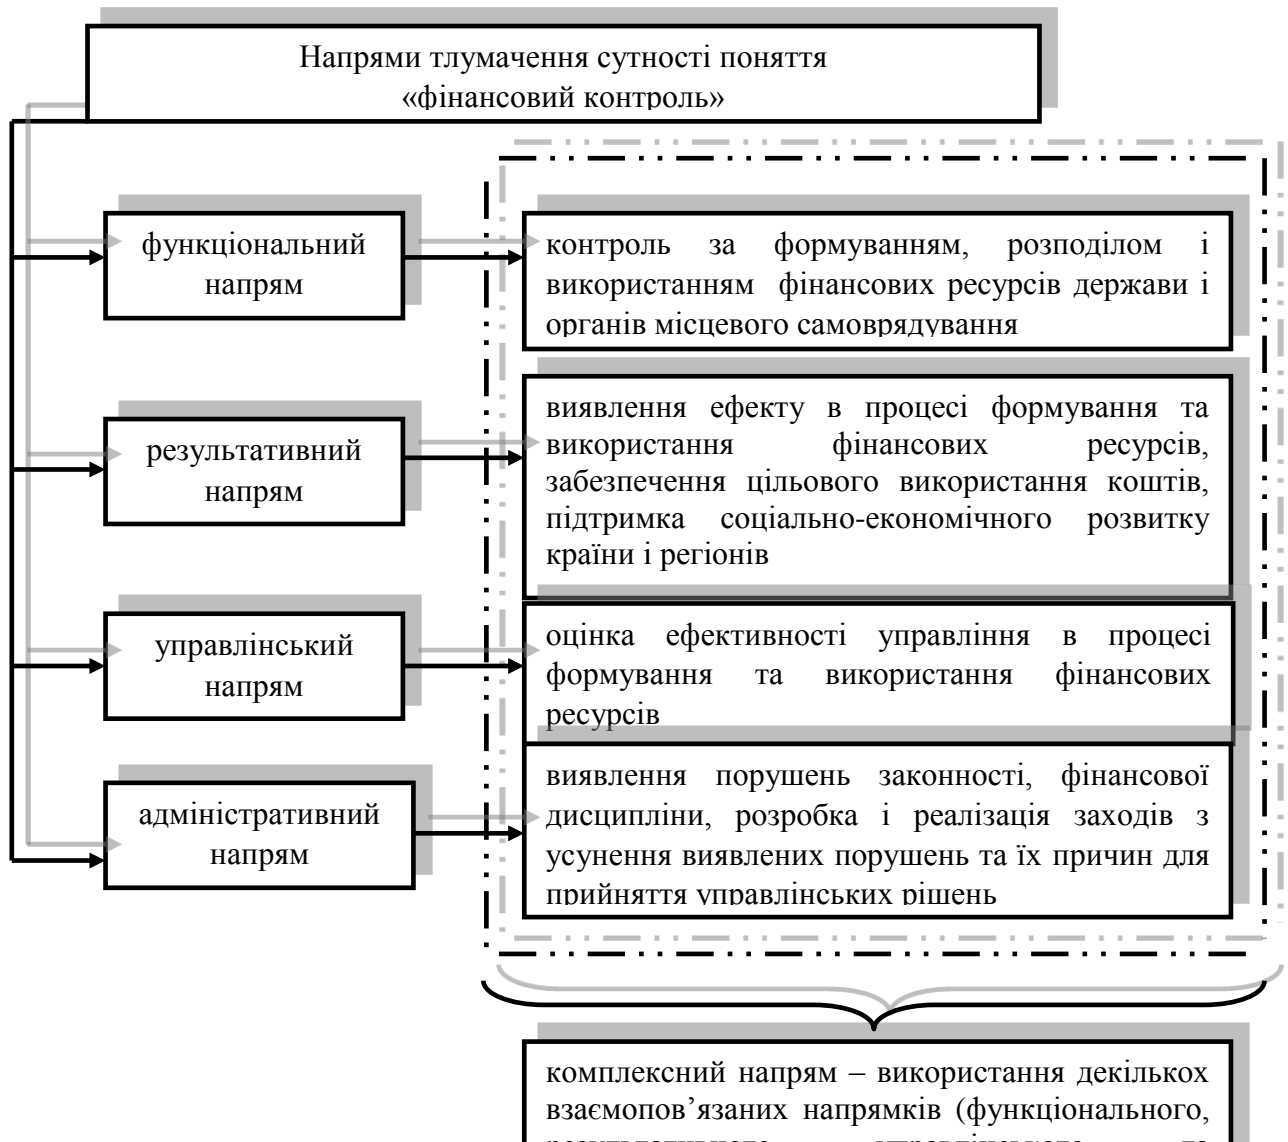 Напрями тлумачення сутності поняття
«фінансовий контроль»
функціональний
напрям
контроль за формуванням, розподілом і
використанням фінансових ресурсів держави і
органів місцевого самоврядування
результативний
напрям
виявлення ефекту в процесі формування та
використання фінансових ресурсів,
забезпечення цільового використання коштів,
підтримка соціально-економічного розвитку
країни і регіонів
управлінський
напрям
оцінка ефективності управління в процесі
формування та використання фінансових
ресурсів
адміністративний
напрям
виявлення порушень законності, фінансової
дисципліни, розробка і реалізація заходів з
усунення виявлених порушень та їх причин для
прийняття управлінських рішень
комплексний напрям – використання декількох
взаємопов’язаних напрямків (функціонального,